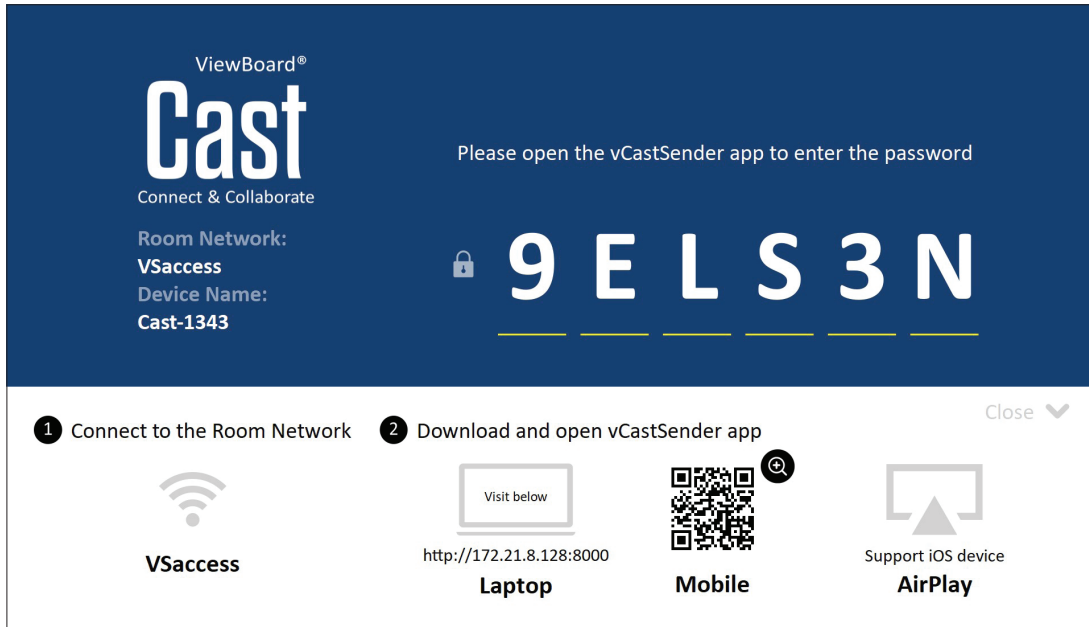 ViewBoard®
Cast
Connect & Collaborate
Room Network:
VSaccess
Device Name:
Cast-1343
Please open the vCastSender app to enter the password
9 E L S 3 N
Close
1 Connect to the Room Network
VSaccess
2 Download and open vCastSender app
Visit below
http://172.21.8.128:8000
Laptop
Mobile
Support iOS device
AirPlay